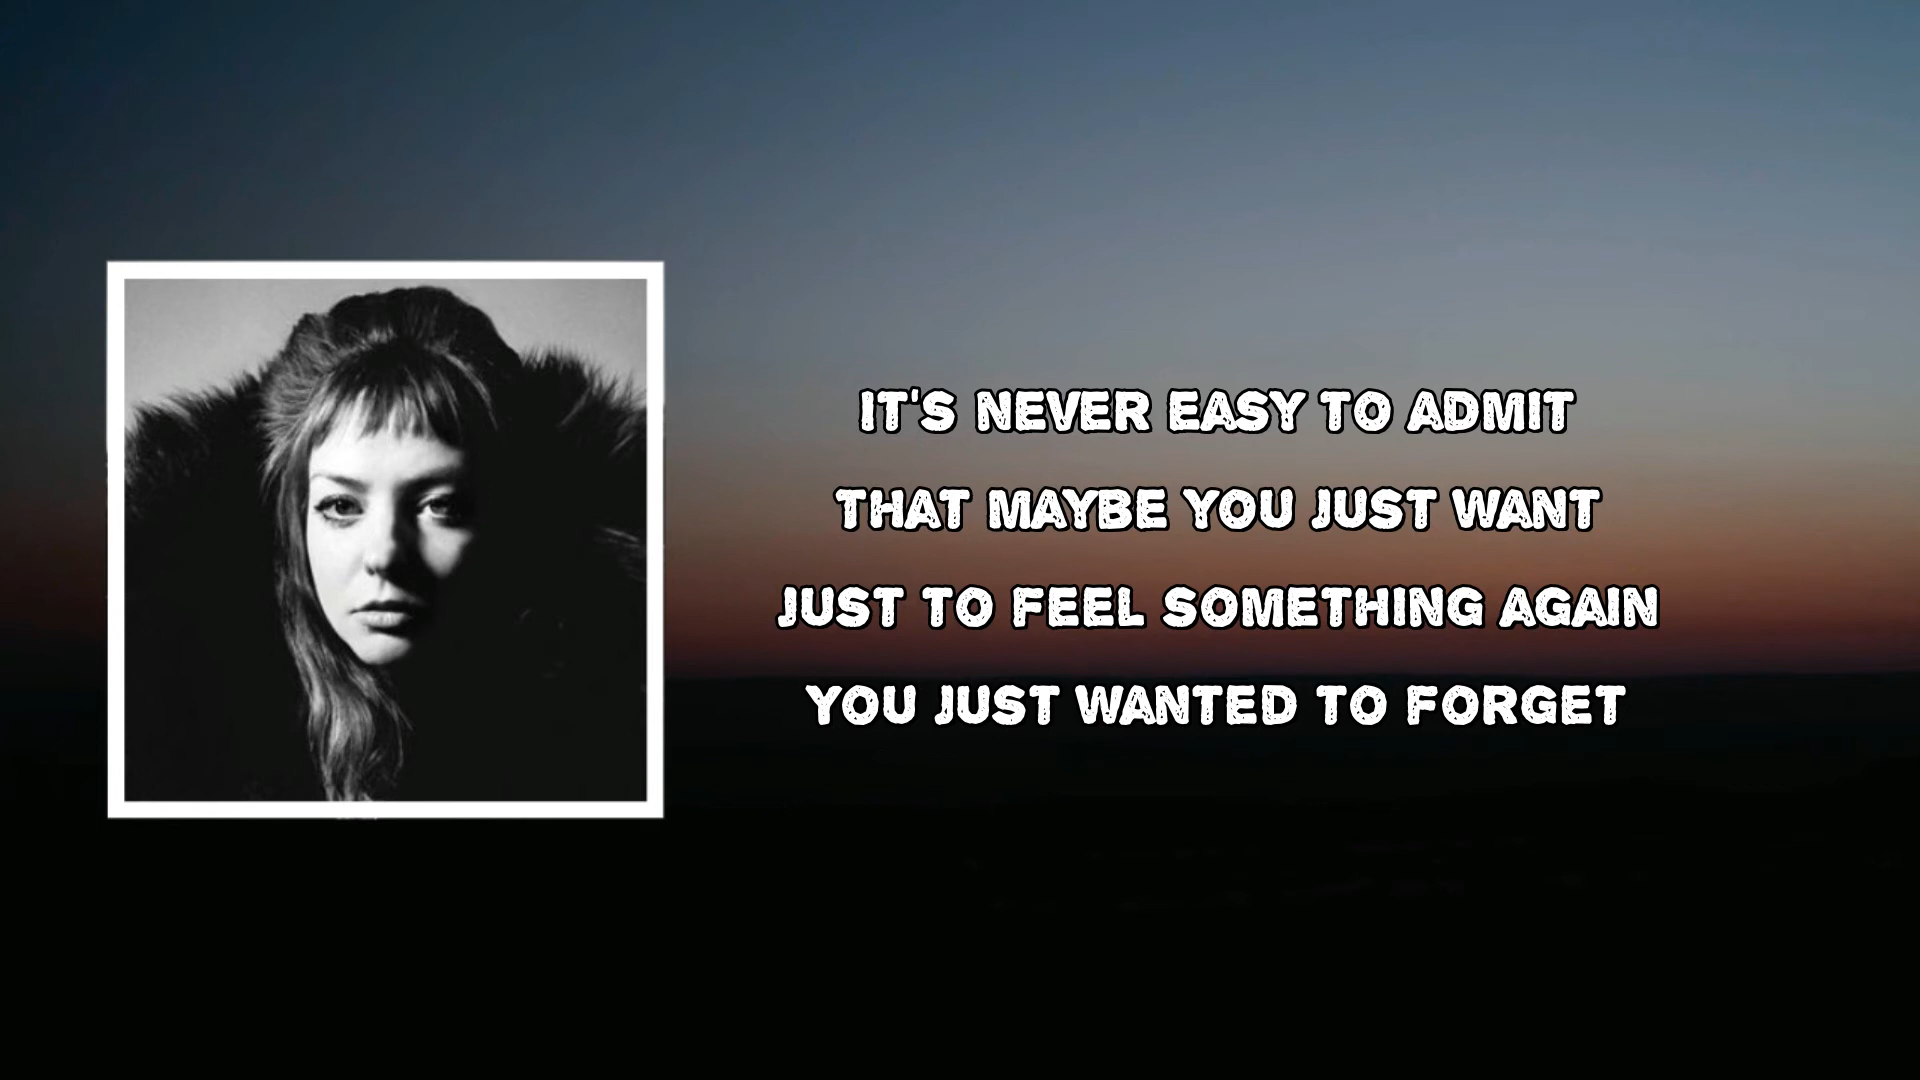 IT'S NEVER EASY TO ADMIT
THAT MAYBE YOU JUST WANT
JUST TO FEEL SOMETHING AGAIN
YOU JUST WANTED TO FORGET